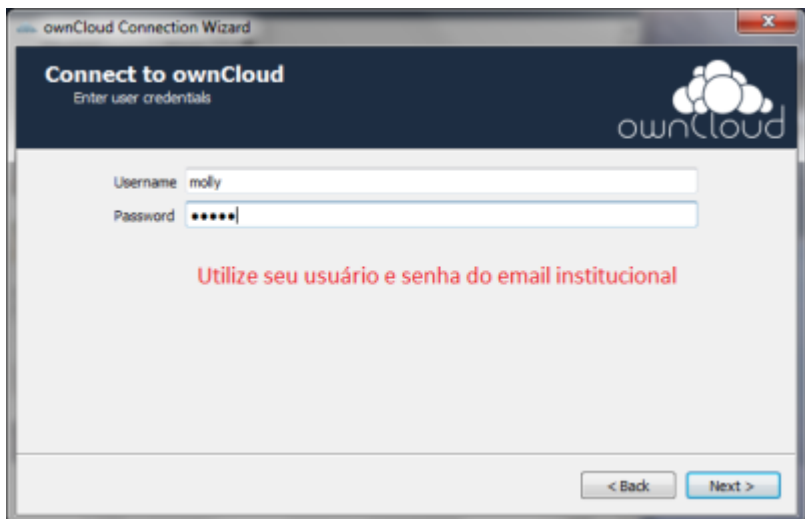 ownCloud Connection Wizard
Connect to ownCloud
Enter user credentials
ownCloud
Username molly
Password •••••
Utilize seu usuário e senha do email institucional
< Back Next >